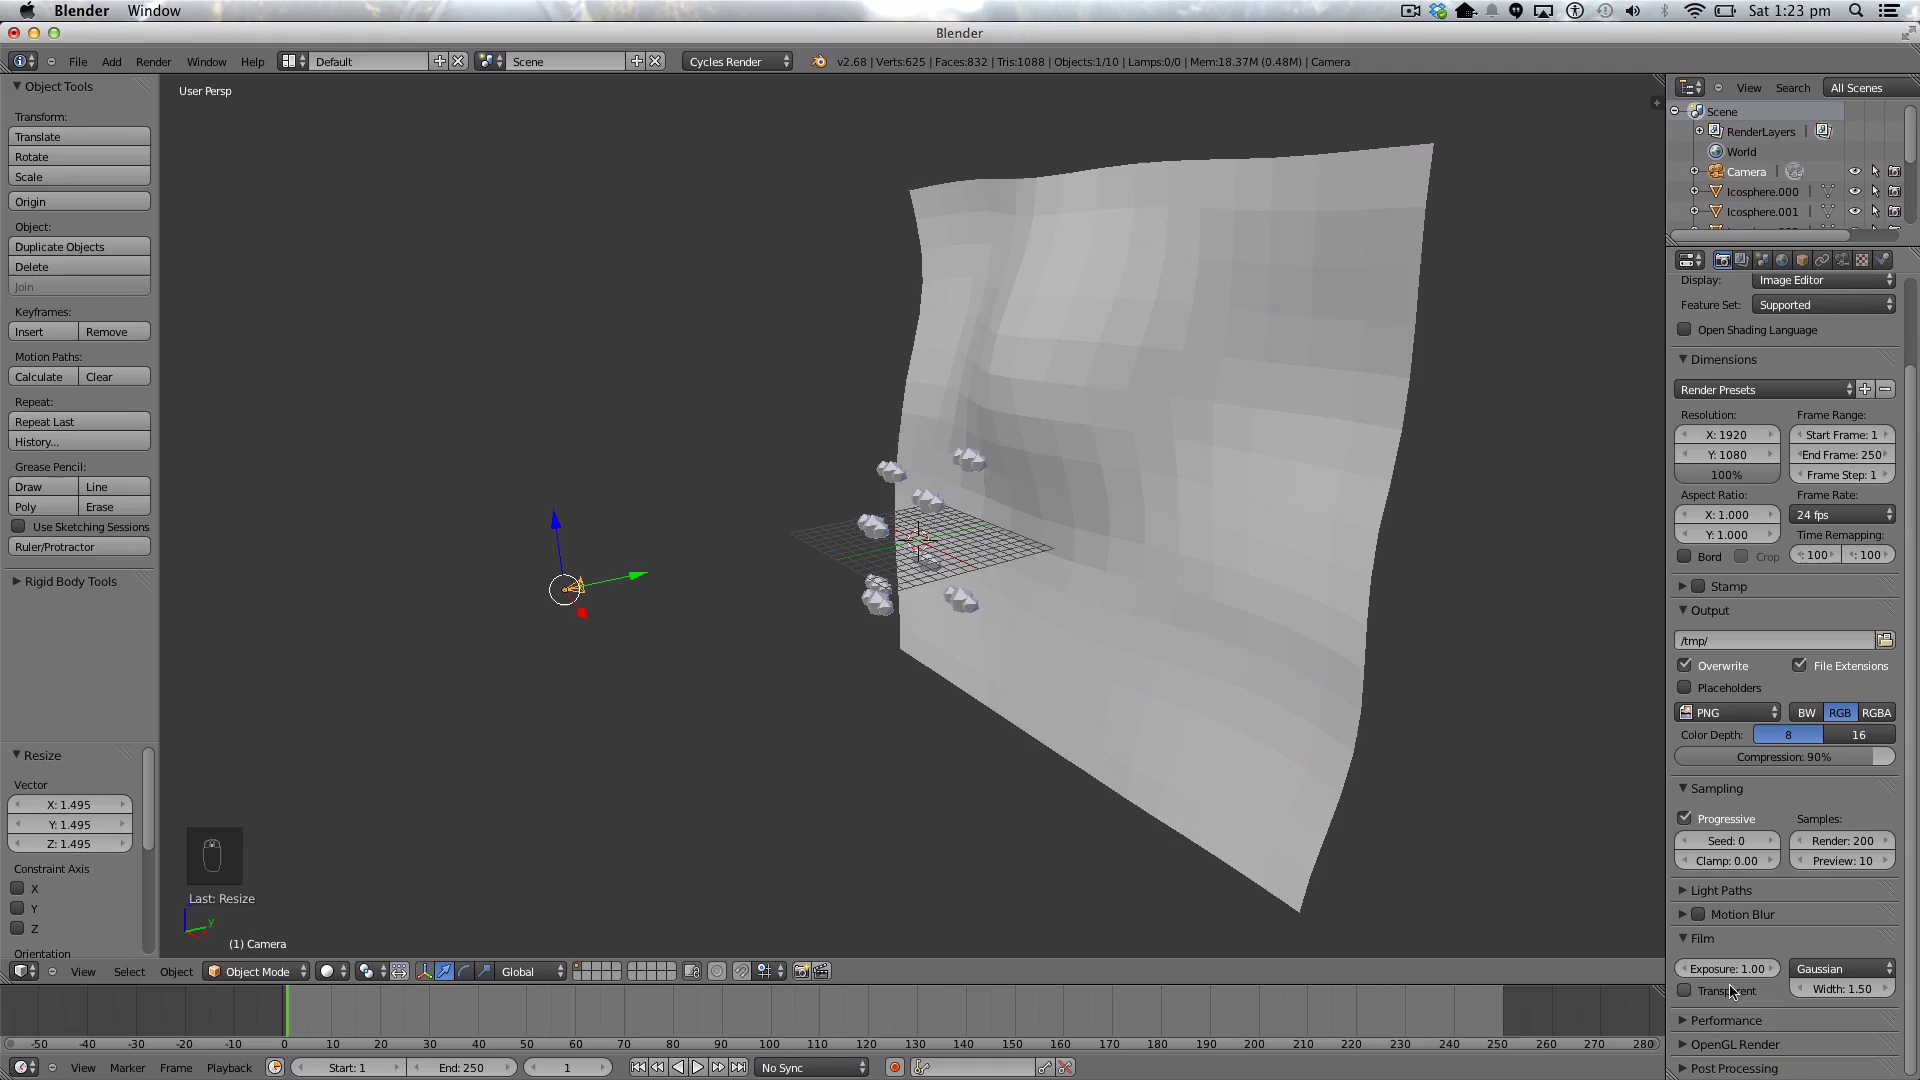 Blender Window Sat 1:23 pm
Blender
File Add Render Window Help Default Scene Cycles Render v2.68 | Verts:625 | Faces:832 | Tris:1088 | Objects:1/10 | Lamps:0/0 | Mem:18.37M (0.48M) | Camera
Object Tools
Transform:
Translate
Rotate
Scale
Origin
Object:
Duplicate Objects
Delete
Join
Keyframes:
Insert Remove
Motion Paths:
Calculate Clear
Repeat:
Repeat Last
History...
Grease Pencil:
Draw Line
Poly Erase
Use Sketching Sessions
Ruler/Protractor
Rigid Body Tools
Resize
Vector
X: 1.495
Y: 1.495
Z: 1.495
Constraint Axis
X
Y
Z
Orientation
User Persp
Last: Resize
y
(1) Camera
View Select Object Object Mode Global
View Search All Scenes
Scene
RenderLayers
World
Camera
Icosphere.000
Icosphere.001
Display: Image Editor
Feature Set: Supported
Open Shading Language
Dimensions
Render Presets
Resolution: Frame Range:
X: 1920 Start Frame: 1
Y: 1080 End Frame: 250
100% Frame Step: 1
Aspect Ratio: Frame Rate:
X: 1.000 24 fps
Y: 1.000 Time Remapping:
Bord Crop : 100 : 100
Stamp
Output
/tmp/
Overwrite File Extensions
Placeholders
PNG BW RGB RGBA
Color Depth: 8 16
Compression: 90%
Sampling
Progressive Samples:
Seed: 0 Render: 200
Clamp: 0.00 Preview: 10
Light Paths
Motion Blur
Film
Exposure: 1.00 Gaussian
Transparent Width: 1.50
Performance
OpenGL Render
Post Processing
-50 -40 -30 -20 -10 0 10 20 30 40 50 60 70 80 90 100 110 120 130 140 150 160 170 180 190 200 210 220 230 240 250 260 270 280
View Marker Frame Playback Start: 1 End: 250 1 No Sync